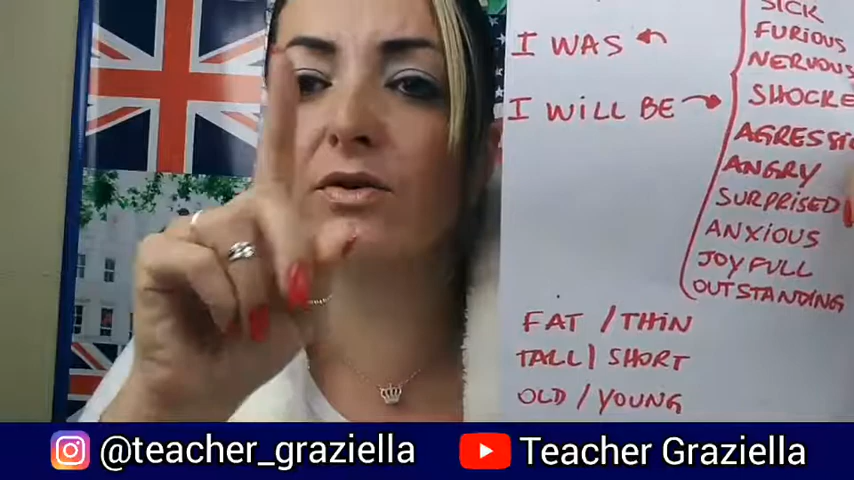 SICK
I WAS
FURIOUS
NERVOUS
I WILL BE
ANGRY
SURPRISED
ANXIOUS
JOYFULL
OUTSTANDING
FAT / THIN
TALL | SHORT
OLD / YOUNG
@teacher_graziella
Teacher Graziella